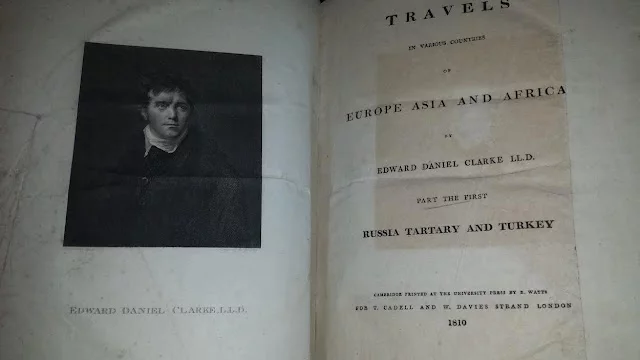 EDWARD DANIEL CLARKE.LL.D.
TRAVELS
IN VARIOUS COUNTRIES
OF
EUROPE ASIA AND AFRICA
BY
EDWARD DANIEL CLARKE LL.D.
PART THE FIRST
RUSSIA TARTARY AND TURKEY
CAMBRIDGE PRINTED AT THE UNIVERSITY PRESS BY R. WATTS
FOR T. CADELL AND W. DAVIES STRAND LONDON
1810